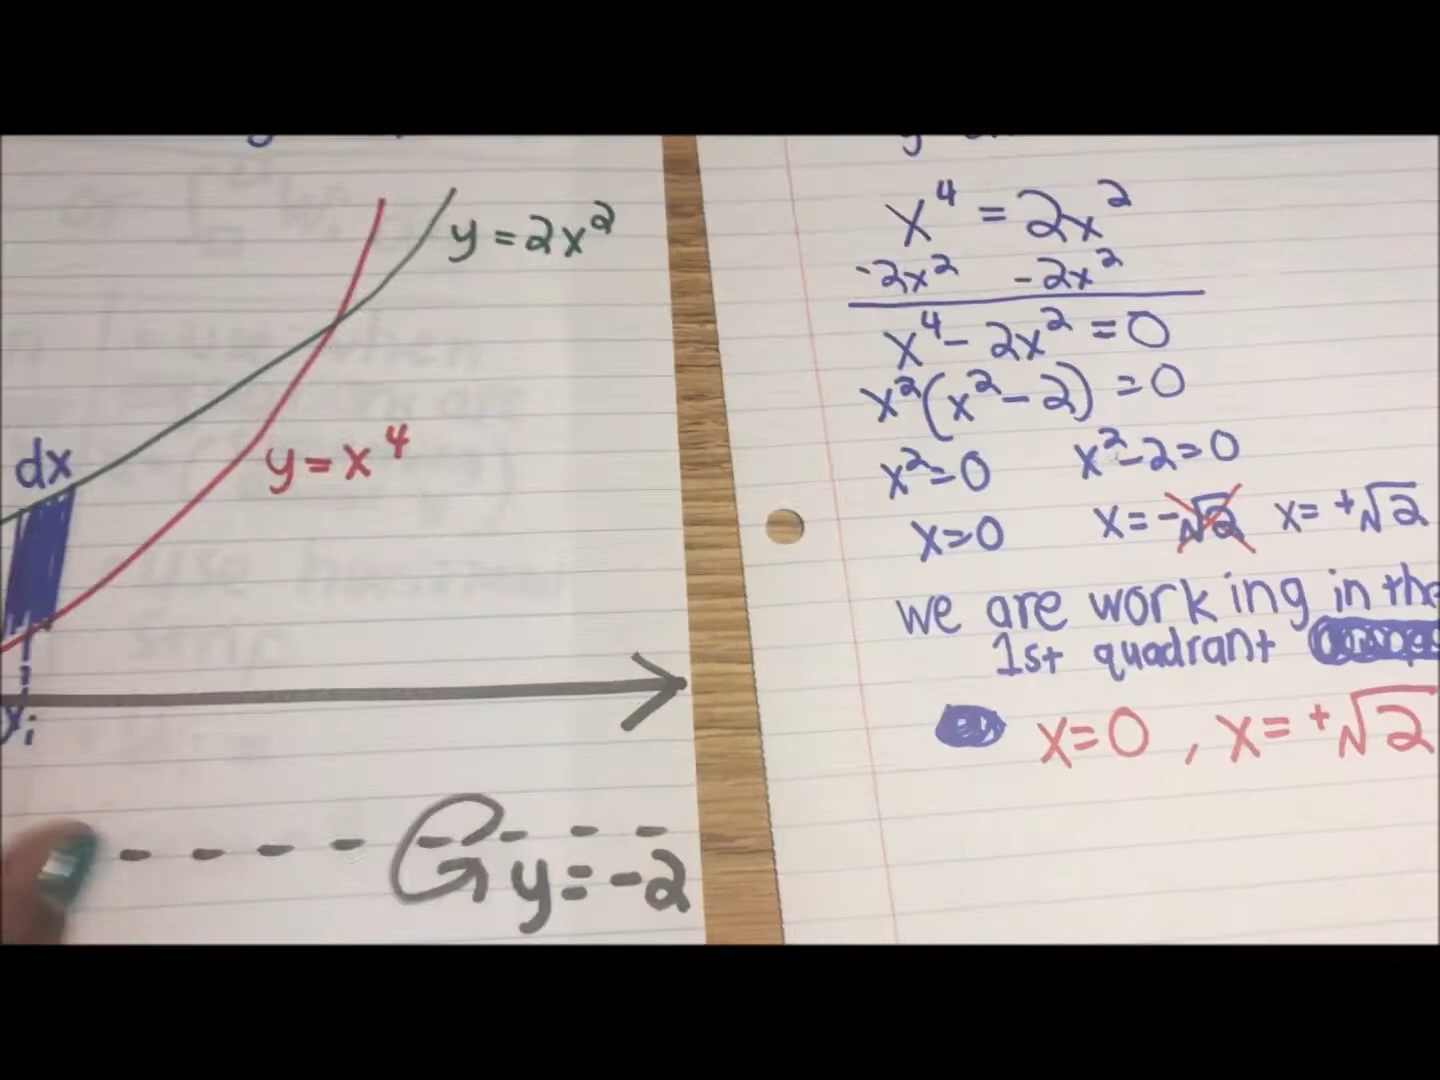 y = 2x²
y = x⁴
dx
xᵢ
y = -2
x⁴ = 2x²
-2x² -2x²
x⁴ - 2x² = 0
x²(x² - 2) = 0
x² = 0 x² - 2 = 0
x = 0 x = -√2 x = +√2
we are working in the
1st quadrant
x = 0 , x = +√2